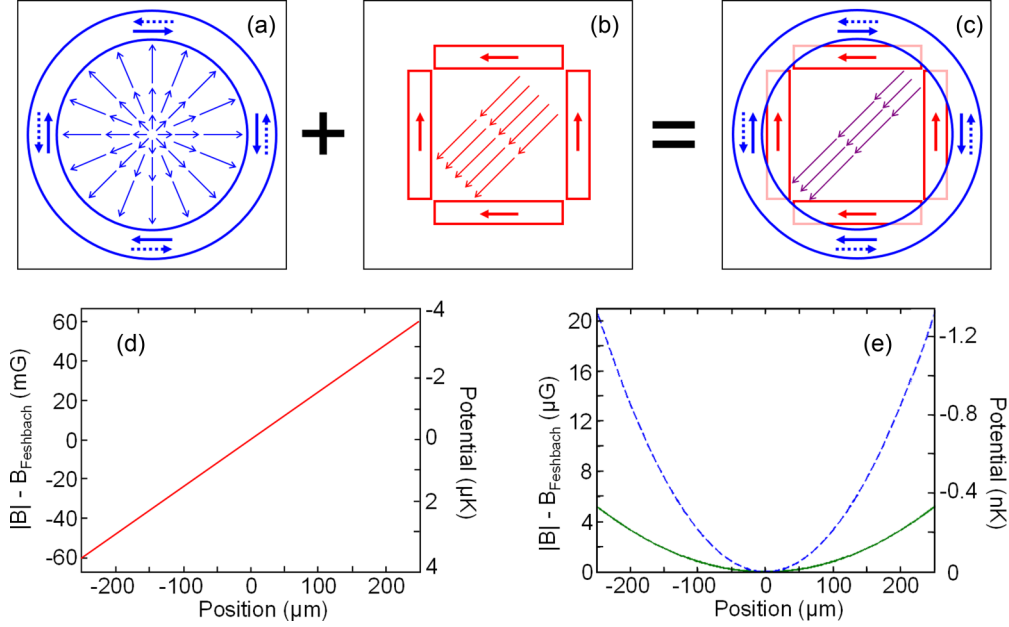 (a)
+
(b)
=
(c)
(d)
|B| - B_Feshbach (mG)
60
40
20
0
-20
-40
-60
-4
-2
0
2
4
Potential (μK)
-200 -100 0 100 200
Position (μm)
(e)
|B| - B_Feshbach (μG)
20
16
12
8
4
0
-1.2
-0.8
-0.4
0
Potential (nK)
-200 -100 0 100 200
Position (μm)